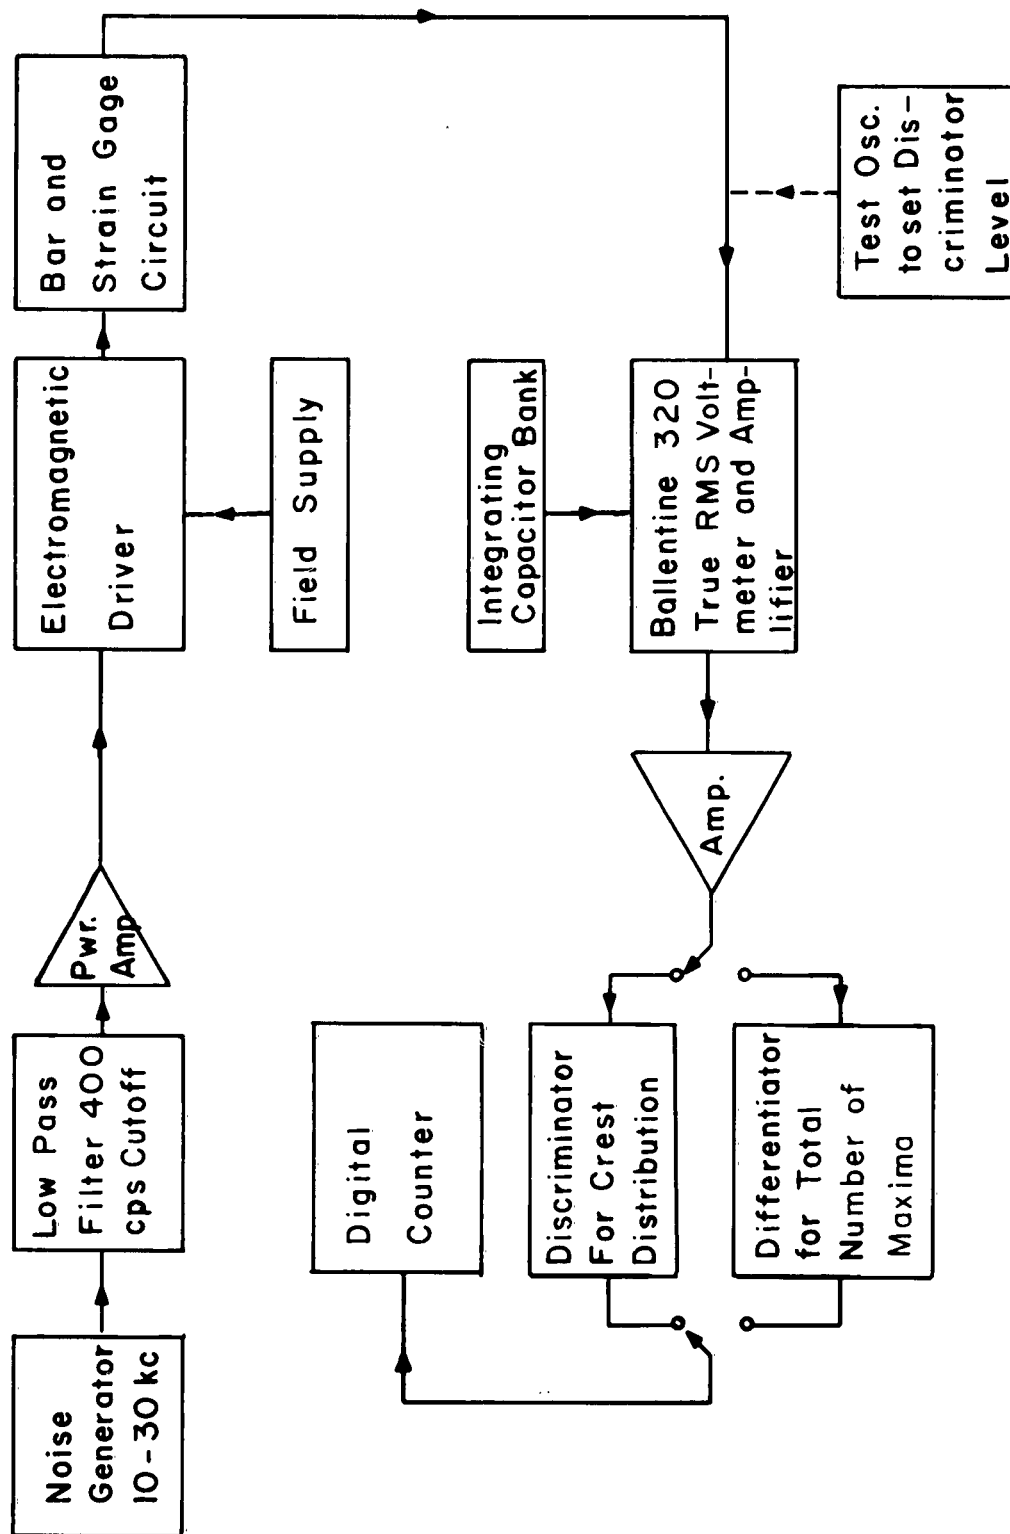 Noise
Generator
10-30 kc
Low Pass
Filter 400
cps Cutoff
Pwr.
Amp
Electromagnetic
Driver
Field Supply
Bar and
Strain Gage
Circuit
Test Osc.
to set Dis-
criminator
Level
Integrating
Capacitor Bank
Ballentine 320
True RMS Volt-
meter and Amp-
lifier
Amp.
Discriminator
For Crest
Distribution
Differentiator
for Total
Number of
Maxima
Digital
Counter